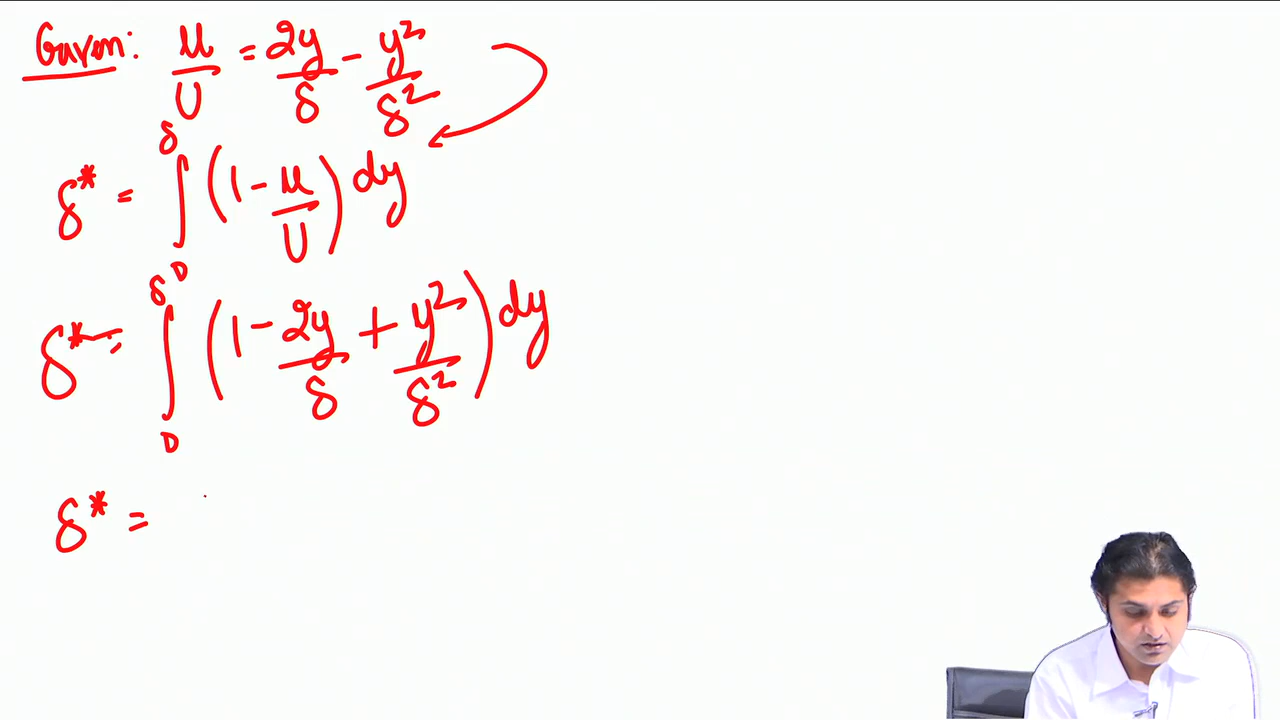 Given: u/U = 2y/δ - y²/δ²
δ* = ∫₀^δ (1 - u/U) dy
δ* = ∫₀^δ (1 - 2y/δ + y²/δ²) dy
δ* =